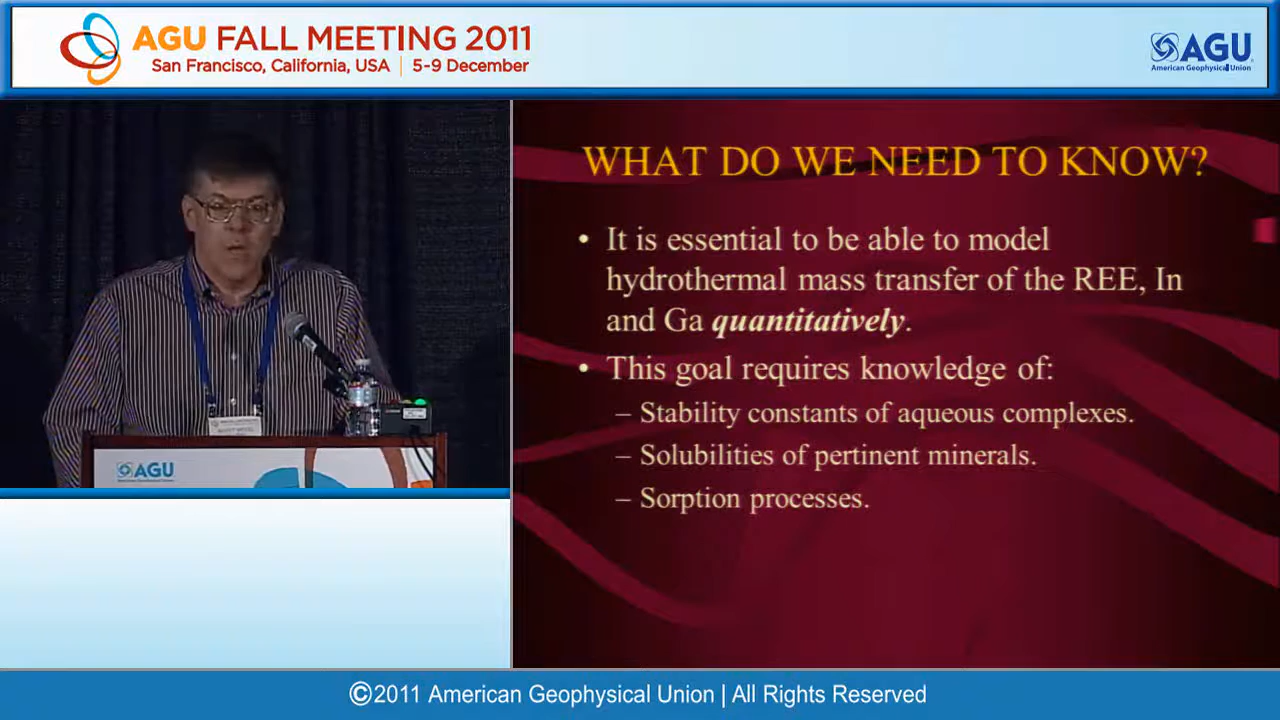 AGU FALL MEETING 2011
San Francisco, California, USA | 5-9 December
AGU
American Geophysical Union
WHAT DO WE NEED TO KNOW?
• It is essential to be able to model
hydrothermal mass transfer of the REE, In
and Ga quantitatively.
• This goal requires knowledge of:
– Stability constants of aqueous complexes.
– Solubilities of pertinent minerals.
– Sorption processes.
AGU
©2011 American Geophysical Union | All Rights Reserved